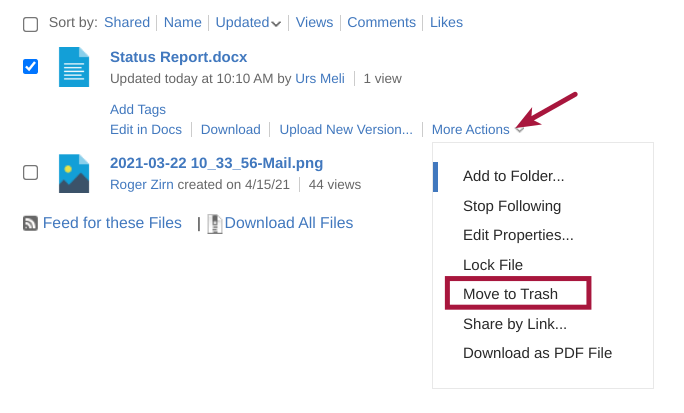 Sort by: Shared | Name | Updated | Views | Comments | Likes
Status Report.docx
Updated today at 10:10 AM by Urs Meli | 1 view
Add Tags
Edit in Docs | Download | Upload New Version... | More Actions
2021-03-22 10_33_56-Mail.png
Roger Zirn created on 4/15/21 | 44 views
Feed for these Files | Download All Files
Add to Folder...
Stop Following
Edit Properties...
Lock File
Move to Trash
Share by Link...
Download as PDF File